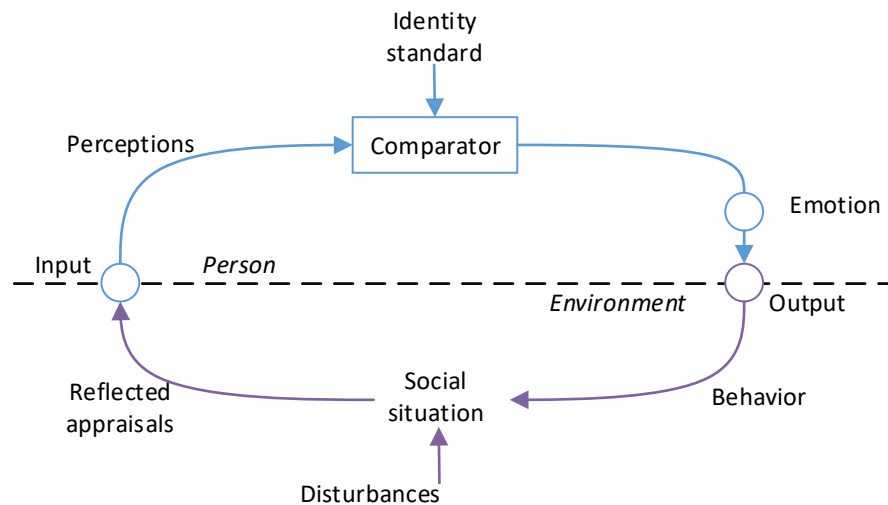 Identity
standard
Perceptions
Comparator
Emotion
Input
Person
Environment
Output
Reflected
appraisals
Social
situation
Behavior
Disturbances